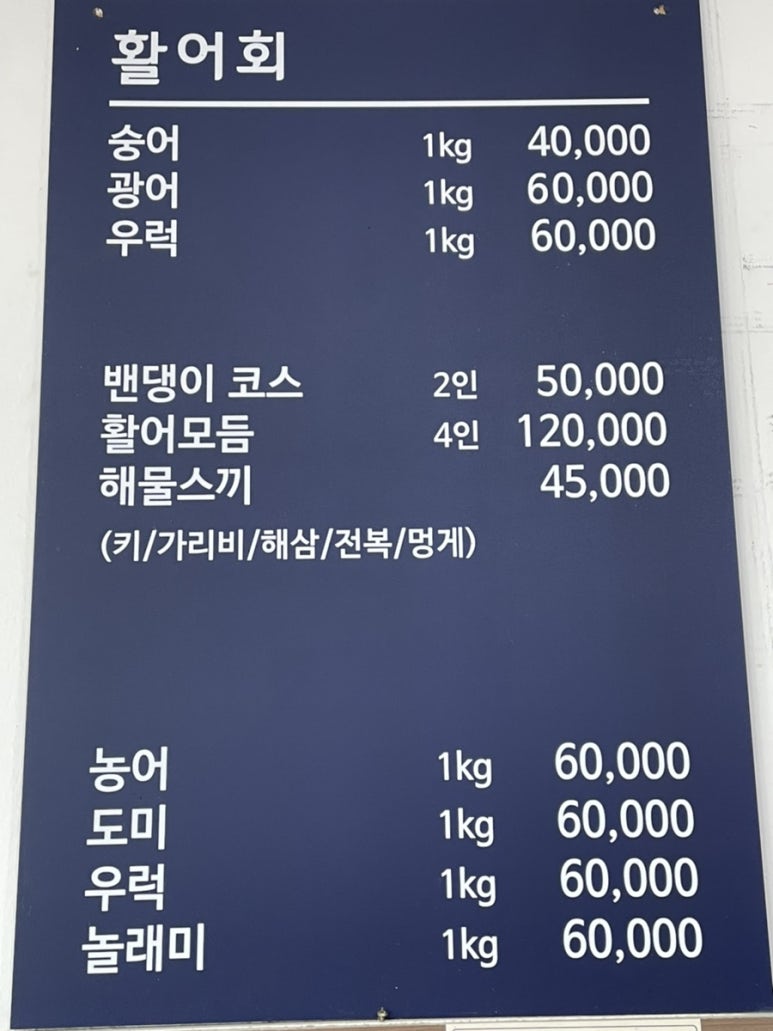 활어회
숭어 1kg 40,000
광어 1kg 60,000
우럭 1kg 60,000
밴댕이 코스 2인 50,000
활어모듬 4인 120,000
해물스끼 45,000
(키/가리비/해삼/전복/멍게)
농어 1kg 60,000
도미 1kg 60,000
우럭 1kg 60,000
놀래미 1kg 60,000